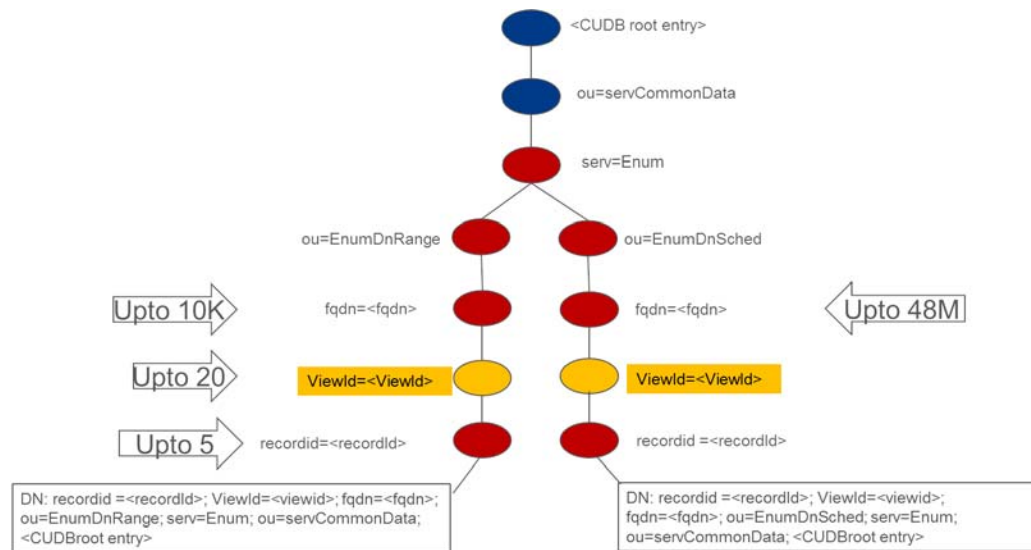 <CUDB root entry>
ou=servCommonData
serv=Enum
ou=EnumDnRange
ou=EnumDnSched
Upto 10K
fqdn=<fqdn>
fqdn=<fqdn>
Upto 48M
Upto 20
ViewId=<ViewId>
ViewId=<ViewId>
Upto 5
recordid=<recordId>
recordid =<recordId>
DN: recordid =<recordId>; ViewId=<viewid>; fqdn=<fqdn>;
ou=EnumDnRange; serv=Enum; ou=servCommonData;
<CUDBroot entry>
DN: recordid =<recordId>; ViewId=<viewid>;
fqdn=<fqdn>; ou=EnumDnSched; serv=Enum;
ou=servCommonData; <CUDBroot entry>